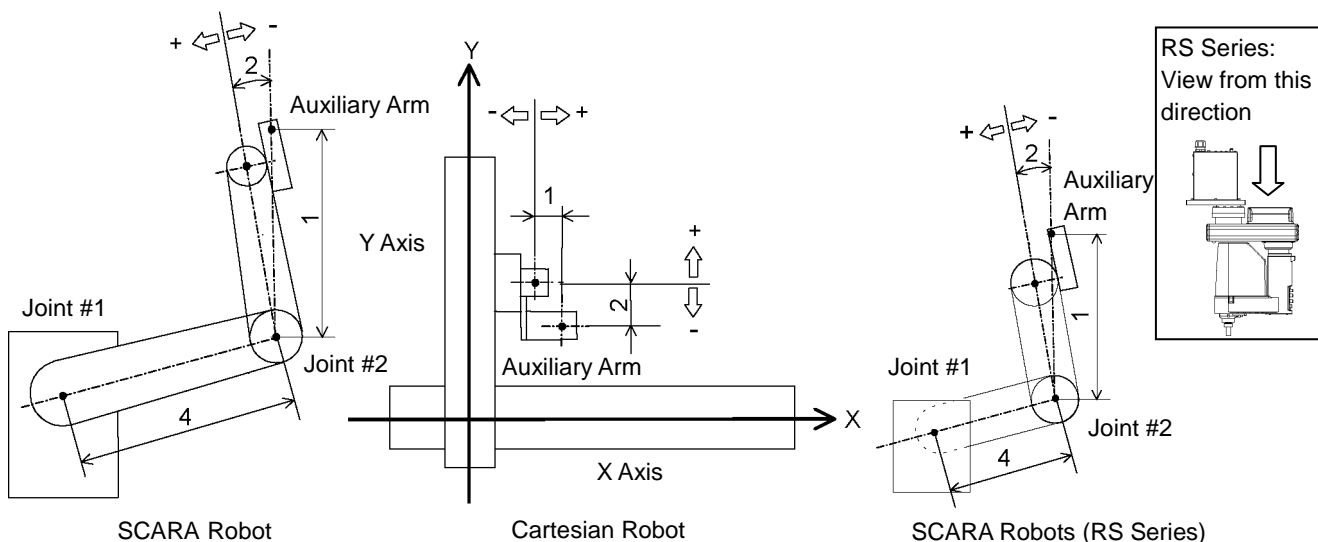 +
-
2
Auxiliary Arm
1
Joint #1
Joint #2
4
SCARA Robot
Y
-
+
1
Y Axis
+
2
-
Auxiliary Arm
X
X Axis
Cartesian Robot
+
-
2
Auxiliary
Arm
1
Joint #1
Joint #2
4
SCARA Robots (RS Series)
RS Series:
View from this
direction